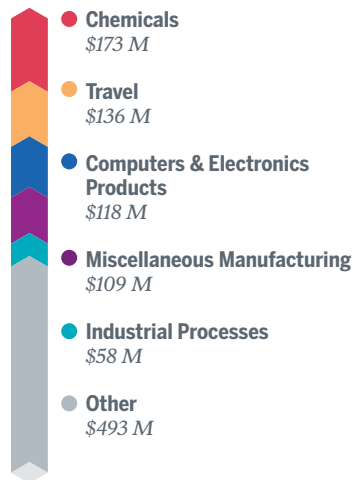 Chemicals
$173 M
Travel
$136 M
Computers & Electronics
Products
$118 M
Miscellaneous Manufacturing
$109 M
Industrial Processes
$58 M
Other
$493 M